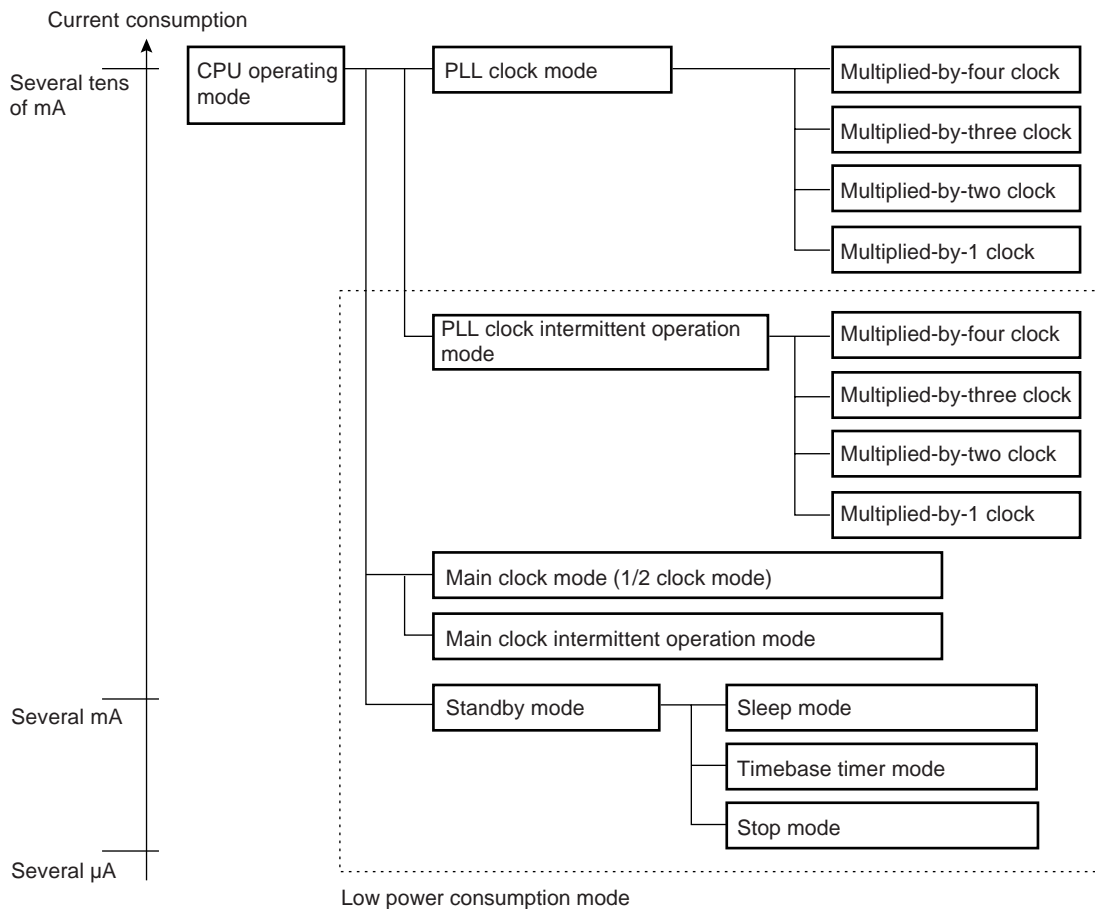 Current consumption
Several tens
of mA
CPU operating
mode
PLL clock mode
Multiplied-by-four clock
Multiplied-by-three clock
Multiplied-by-two clock
Multiplied-by-1 clock
PLL clock intermittent operation
mode
Multiplied-by-four clock
Multiplied-by-three clock
Multiplied-by-two clock
Multiplied-by-1 clock
Main clock mode (1/2 clock mode)
Main clock intermittent operation mode
Several mA
Standby mode
Sleep mode
Timebase timer mode
Stop mode
Several µA
Low power consumption mode